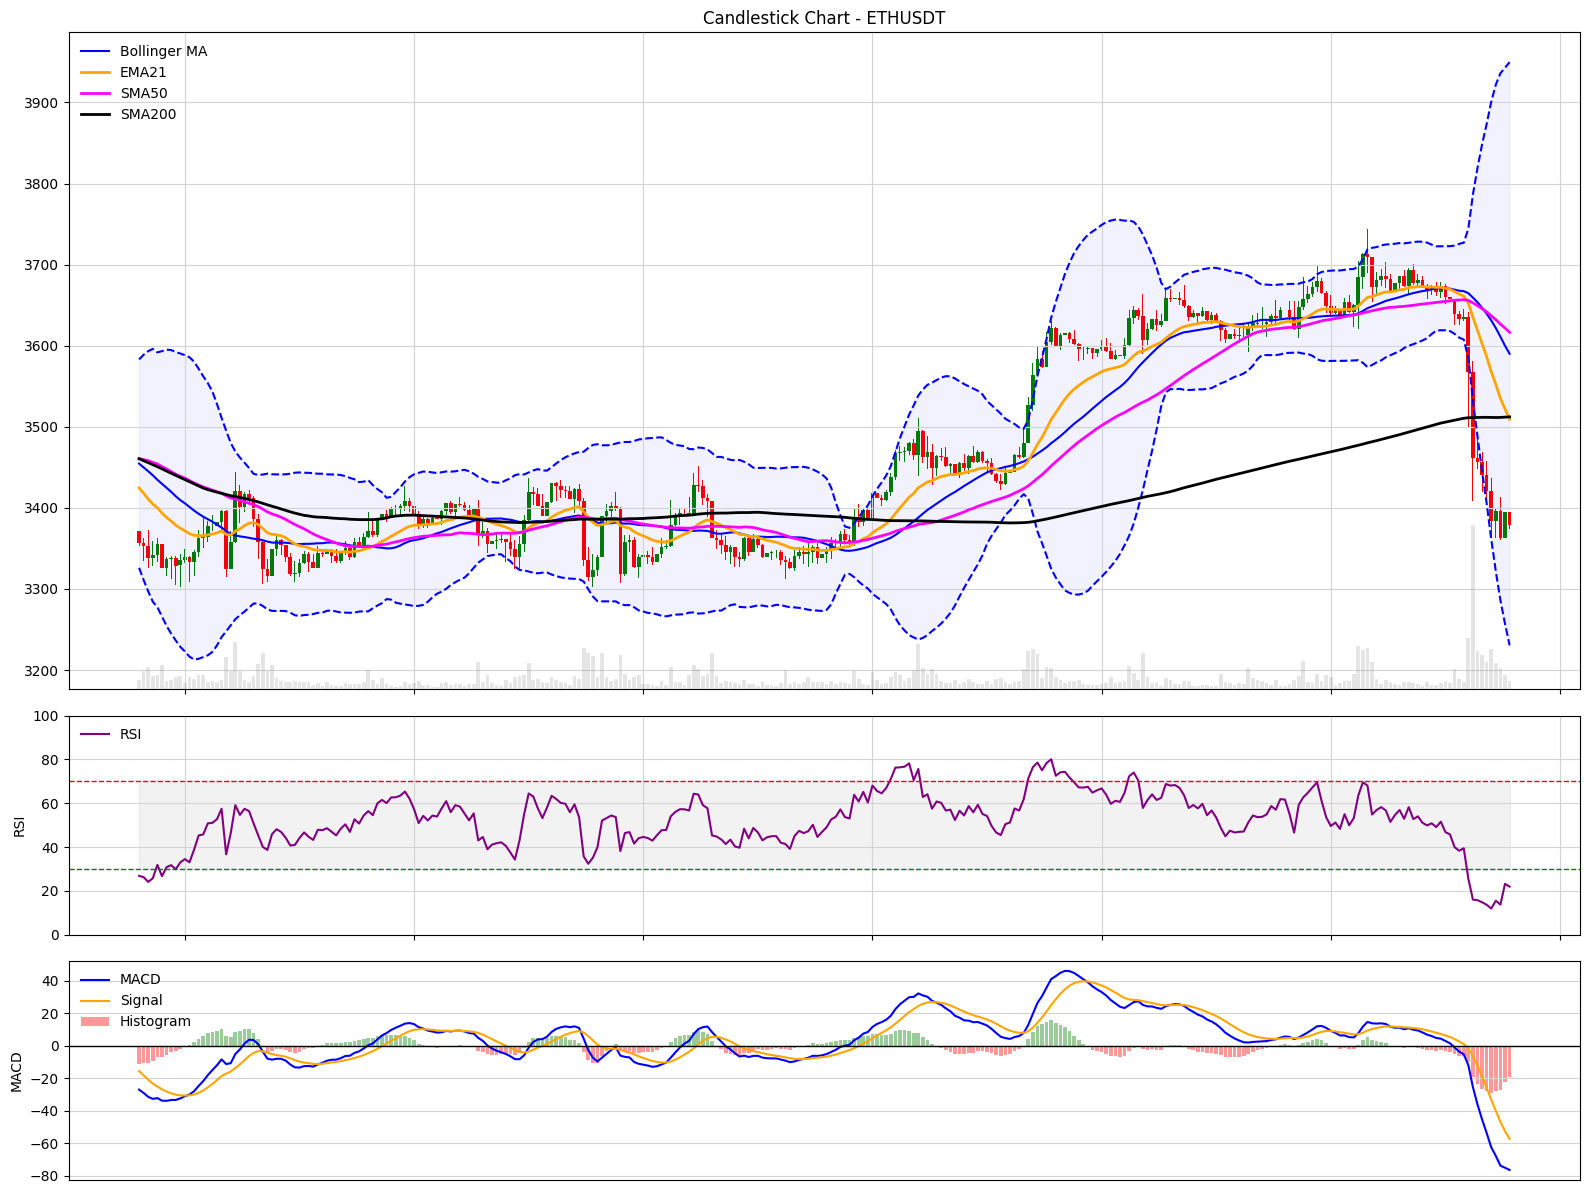 Candlestick Chart - ETHUSDT
Bollinger MA
EMA21
SMA50
SMA200
3900
3800
3700
3600
3500
3400
3300
3200
RSI
100
80
60
40
20
0
RSI
MACD
Signal
Histogram
40
20
0
−20
−40
−60
−80
MACD